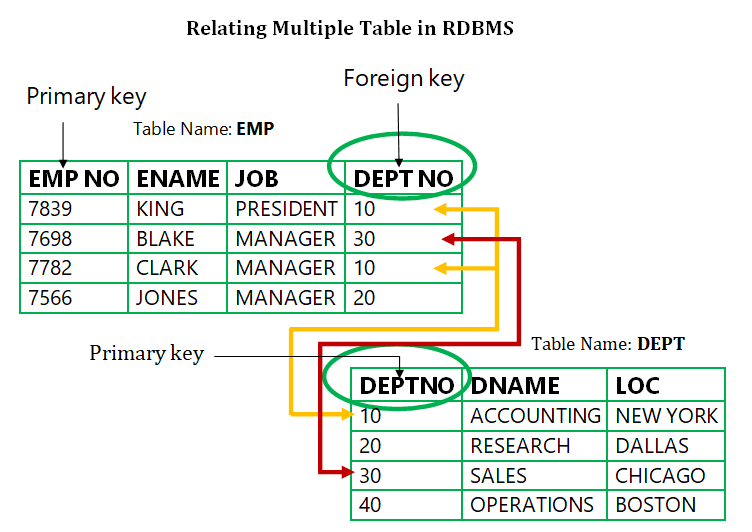 Relating Multiple Table in RDBMS
Primary key
Foreign key
Table Name: EMP
EMP NO ENAME JOB DEPT NO
7839 KING PRESIDENT 10
7698 BLAKE MANAGER 30
7782 CLARK MANAGER 10
7566 JONES MANAGER 20
Primary key
Table Name: DEPT
DEPTNO DNAME LOC
10 ACCOUNTING NEW YORK
20 RESEARCH DALLAS
30 SALES CHICAGO
40 OPERATIONS BOSTON